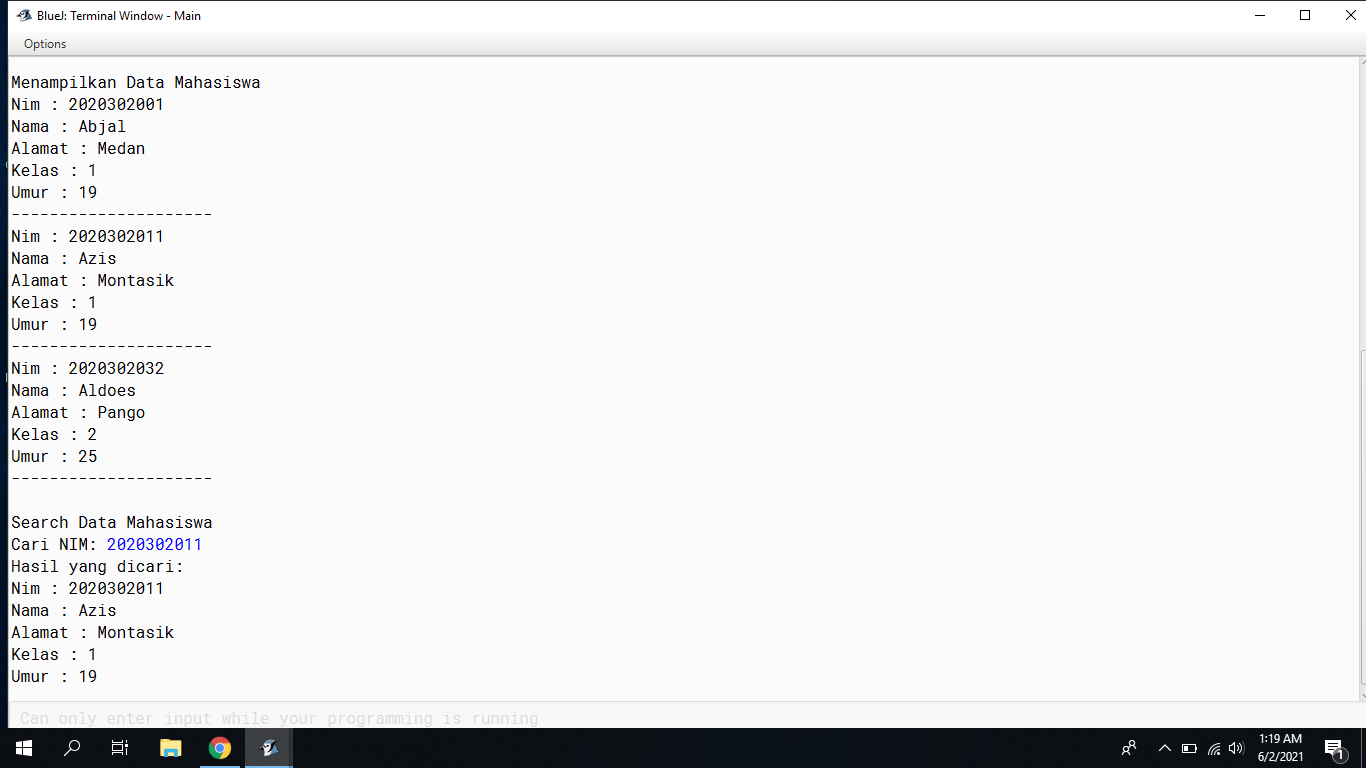 BlueJ: Terminal Window - Main
Options
Menampilkan Data Mahasiswa
Nim : 2020302001
Nama : Abjal
Alamat : Medan
Kelas : 1
Umur : 19
---------------------
Nim : 2020302011
Nama : Azis
Alamat : Montasik
Kelas : 1
Umur : 19
---------------------
Nim : 2020302032
Nama : Aldoes
Alamat : Pango
Kelas : 2
Umur : 25
---------------------
Search Data Mahasiswa
Cari NIM: 2020302011
Hasil yang dicari:
Nim : 2020302011
Nama : Azis
Alamat : Montasik
Kelas : 1
Umur : 19
Can only enter input while your programming is running
1:19 AM
6/2/2021
1